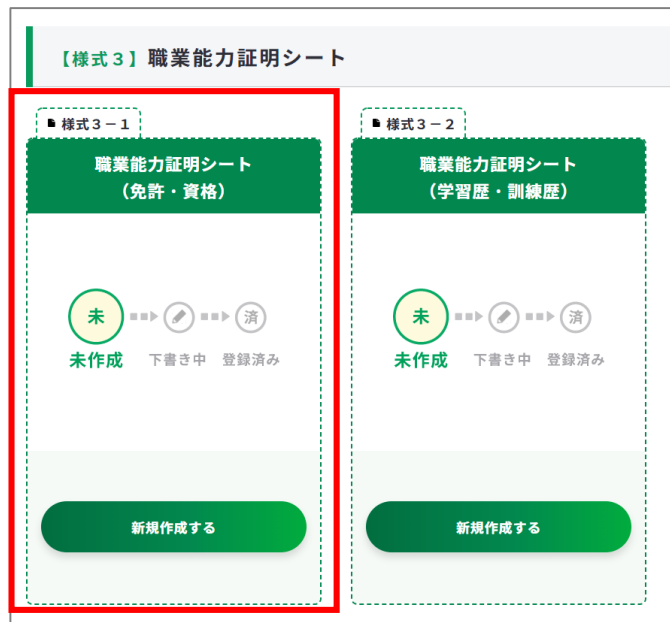 【様式3】職業能力証明シート
様式3－1
職業能力証明シート
（免許・資格）
未
済
未作成
下書き中
登録済み
新規作成する
様式3－2
職業能力証明シート
（学習歴・訓練歴）
未
済
未作成
下書き中
登録済み
新規作成する